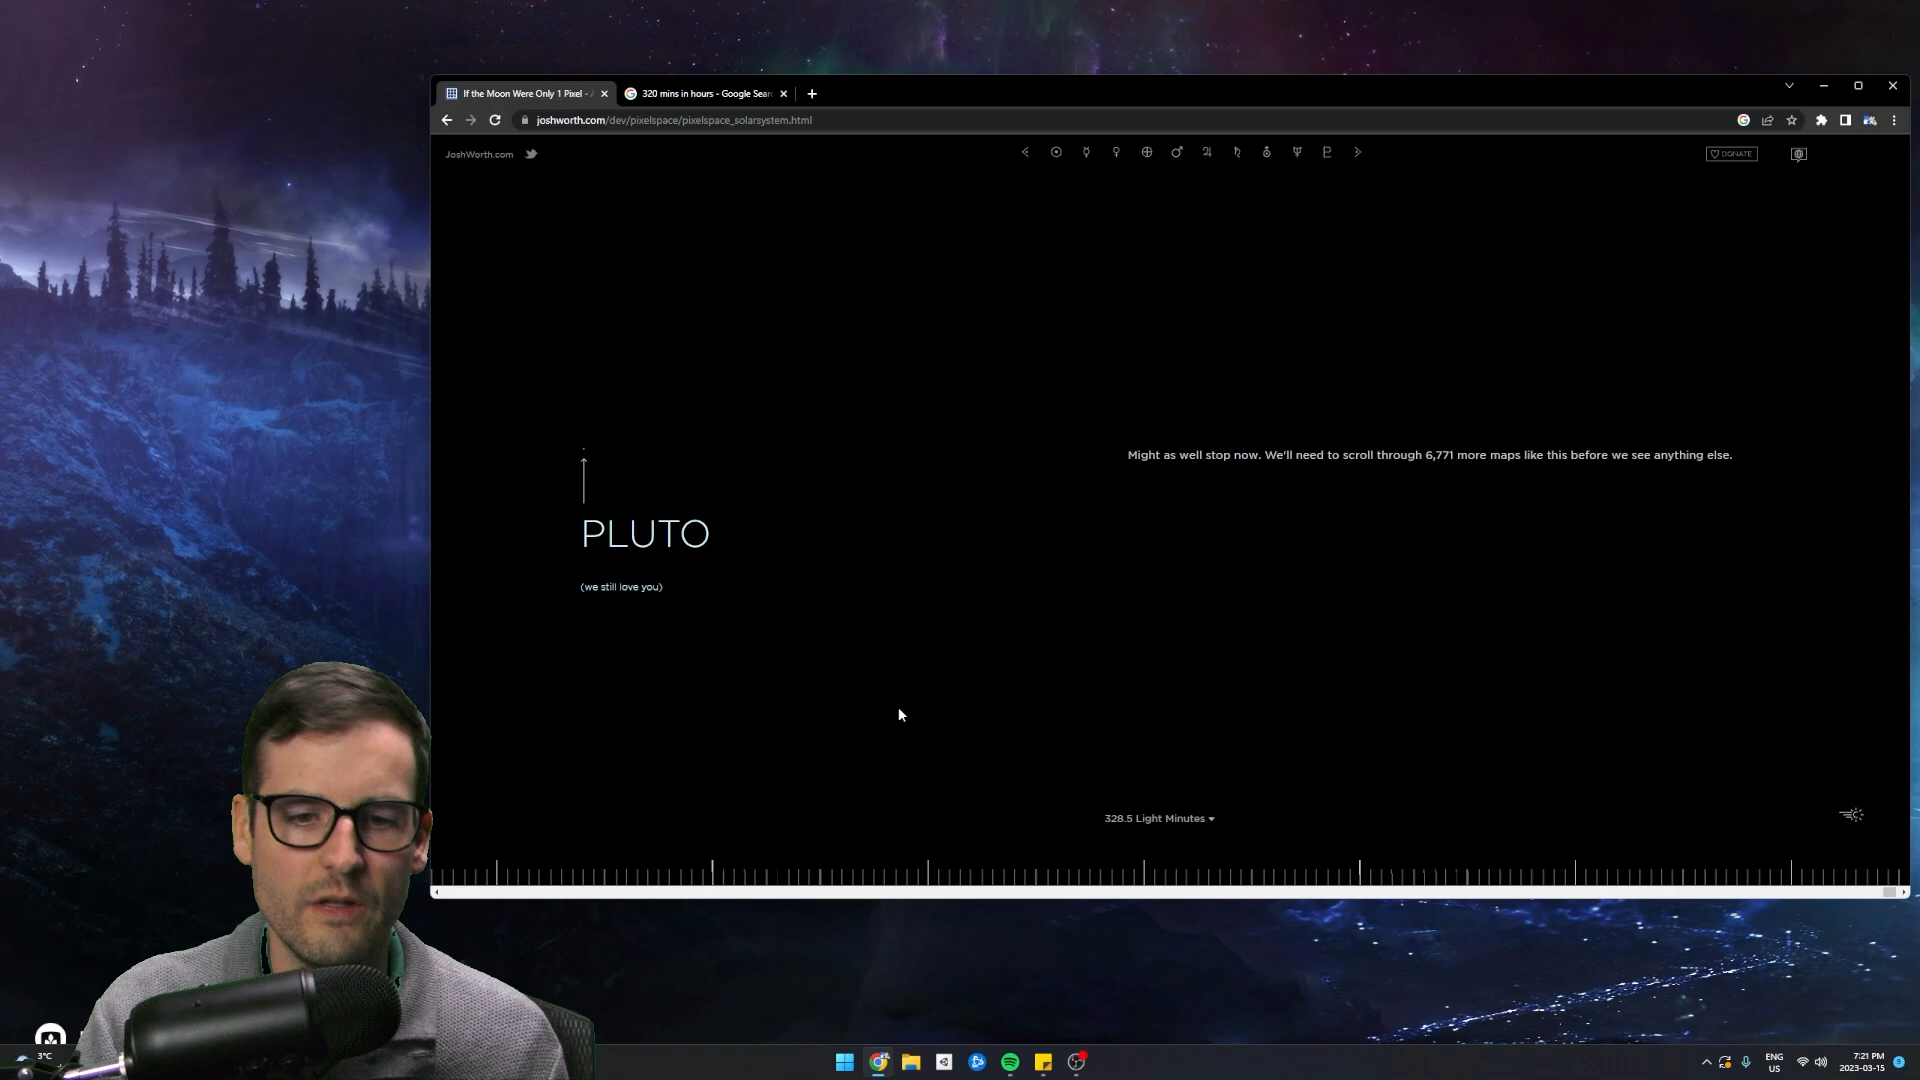 If the Moon Were Only 1 Pixel -
320 mins in hours - Google Sear
joshworth.com/dev/pixelspace/pixelspace_solarsystem.html
JoshWorth.com
DONATE
Might as well stop now. We'll need to scroll through 6,771 more maps like this before we see anything else.
PLUTO
(we still love you)
328.5 Light Minutes
3°C
ENG
US
7:21 PM
2023-03-15